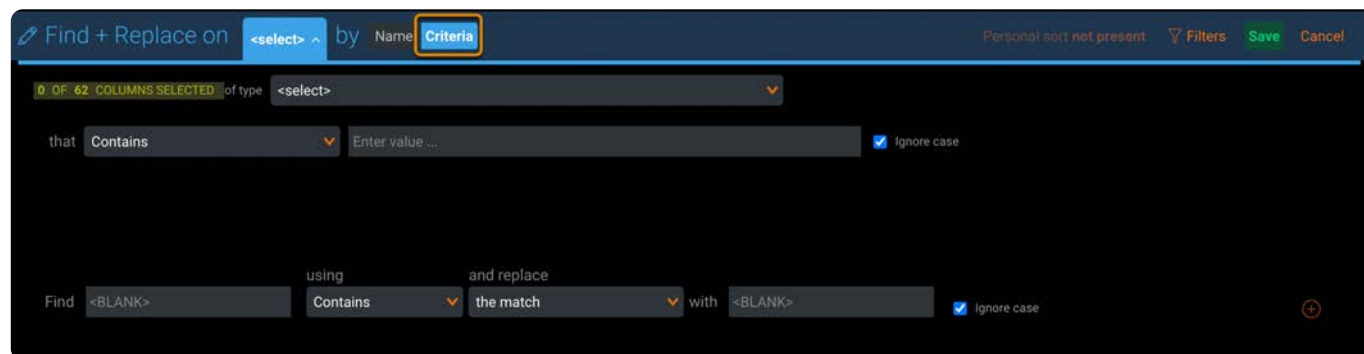 Find + Replace on <select> by Name Criteria Personal sort not present Filters Save Cancel
0 OF 62 COLUMNS SELECTED of type <select>
that Contains Enter value ... Ignore case
using and replace
Find <BLANK> Contains the match with <BLANK> Ignore case